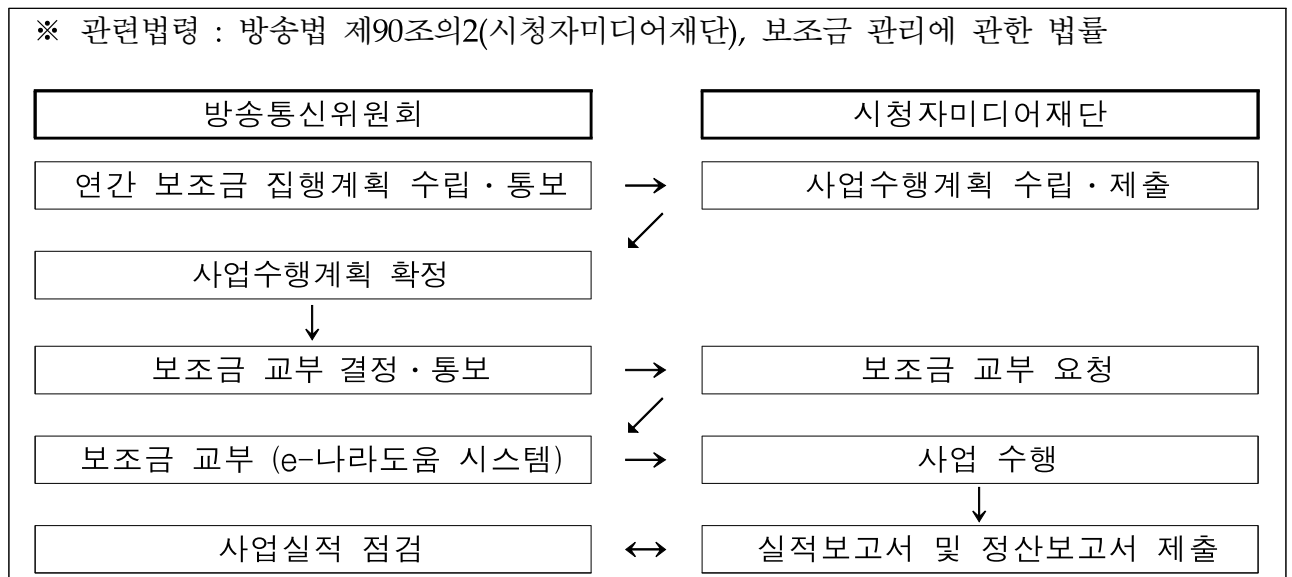 ※ 관련법령 : 방송법 제90조의2(시청자미디어재단), 보조금 관리에 관한 법률
방송통신위원회
시청자미디어재단
연간 보조금 집행계획 수립·통보 → 사업수행계획 수립·제출
↙
사업수행계획 확정
↓
보조금 교부 결정·통보 → 보조금 교부 요청
↙
보조금 교부 (e-나라도움 시스템) → 사업 수행
↓
사업실적 점검 ↔ 실적보고서 및 정산보고서 제출